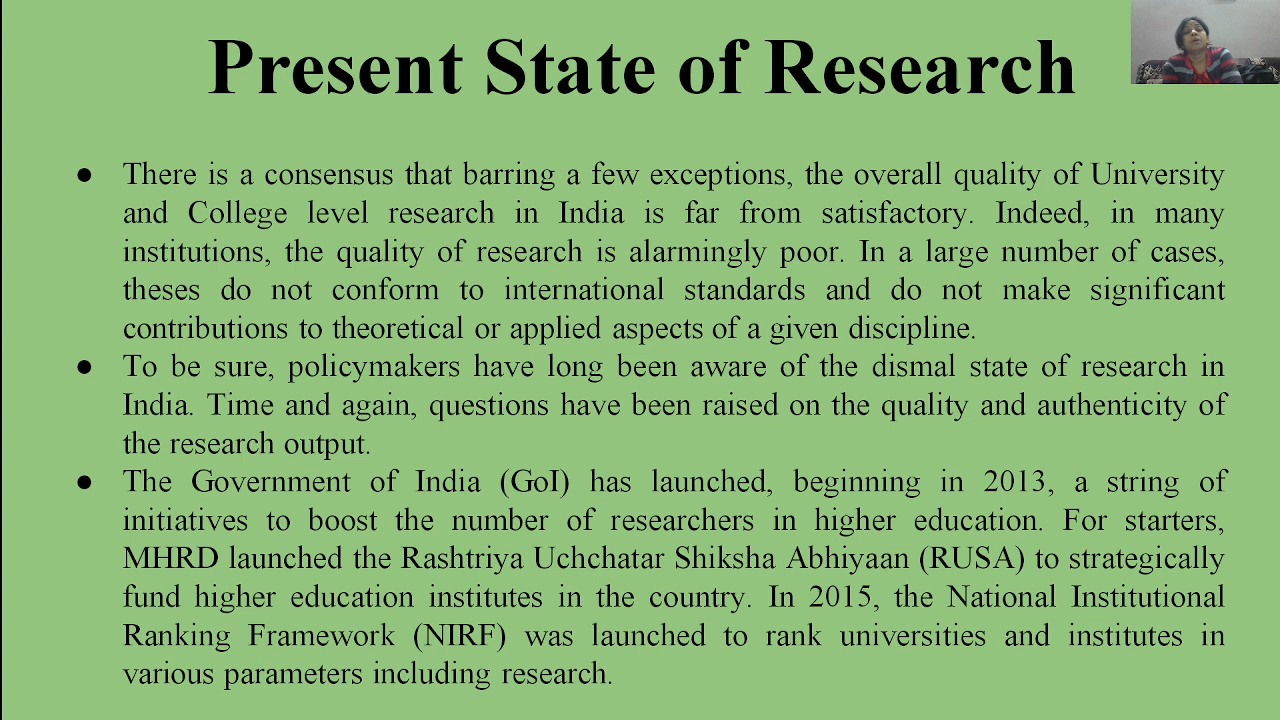 Present State of Research
● There is a consensus that barring a few exceptions, the overall quality of University
and College level research in India is far from satisfactory. Indeed, in many
institutions, the quality of research is alarmingly poor. In a large number of cases,
theses do not conform to international standards and do not make significant
contributions to theoretical or applied aspects of a given discipline.
● To be sure, policymakers have long been aware of the dismal state of research in
India. Time and again, questions have been raised on the quality and authenticity of
the research output.
● The Government of India (GoI) has launched, beginning in 2013, a string of
initiatives to boost the number of researchers in higher education. For starters,
MHRD launched the Rashtriya Uchchatar Shiksha Abhiyaan (RUSA) to strategically
fund higher education institutes in the country. In 2015, the National Institutional
Ranking Framework (NIRF) was launched to rank universities and institutes in
various parameters including research.